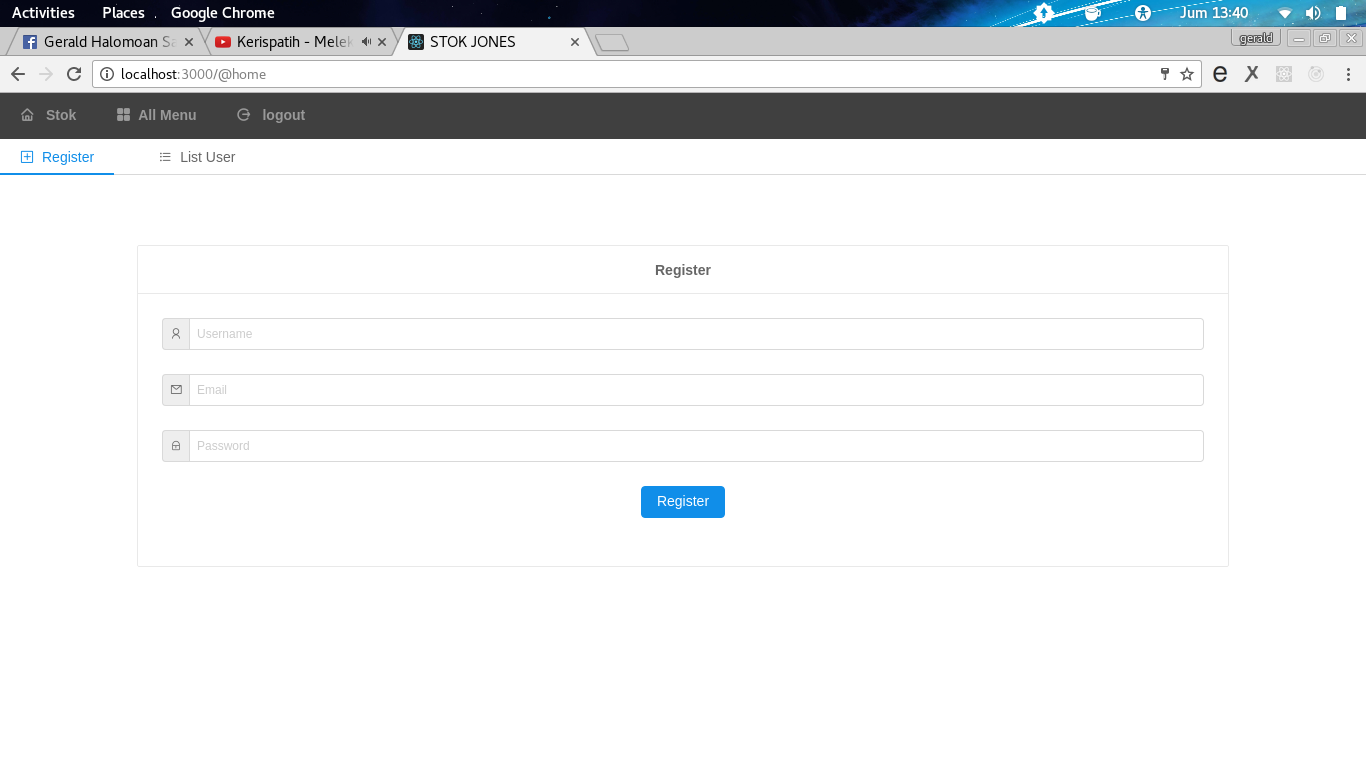 Activities Places Google Chrome Jum 13:40
Gerald Halomoan Sa Kerispatih - Melek STOK JONES gerald
localhost:3000/@home
Stok All Menu logout
Register List User
Register
Username
Email
Password
Register